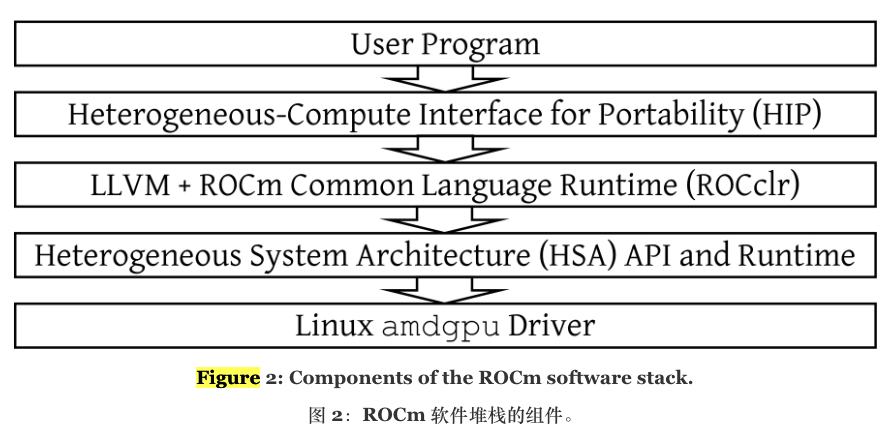 User Program
Heterogeneous-Compute Interface for Portability (HIP)
LLVM + ROCm Common Language Runtime (ROCclr)
Heterogeneous System Architecture (HSA) API and Runtime
Linux amdgpu Driver
Figure 2: Components of the ROCm software stack.
图 2：ROCm 软件堆栈的组件。